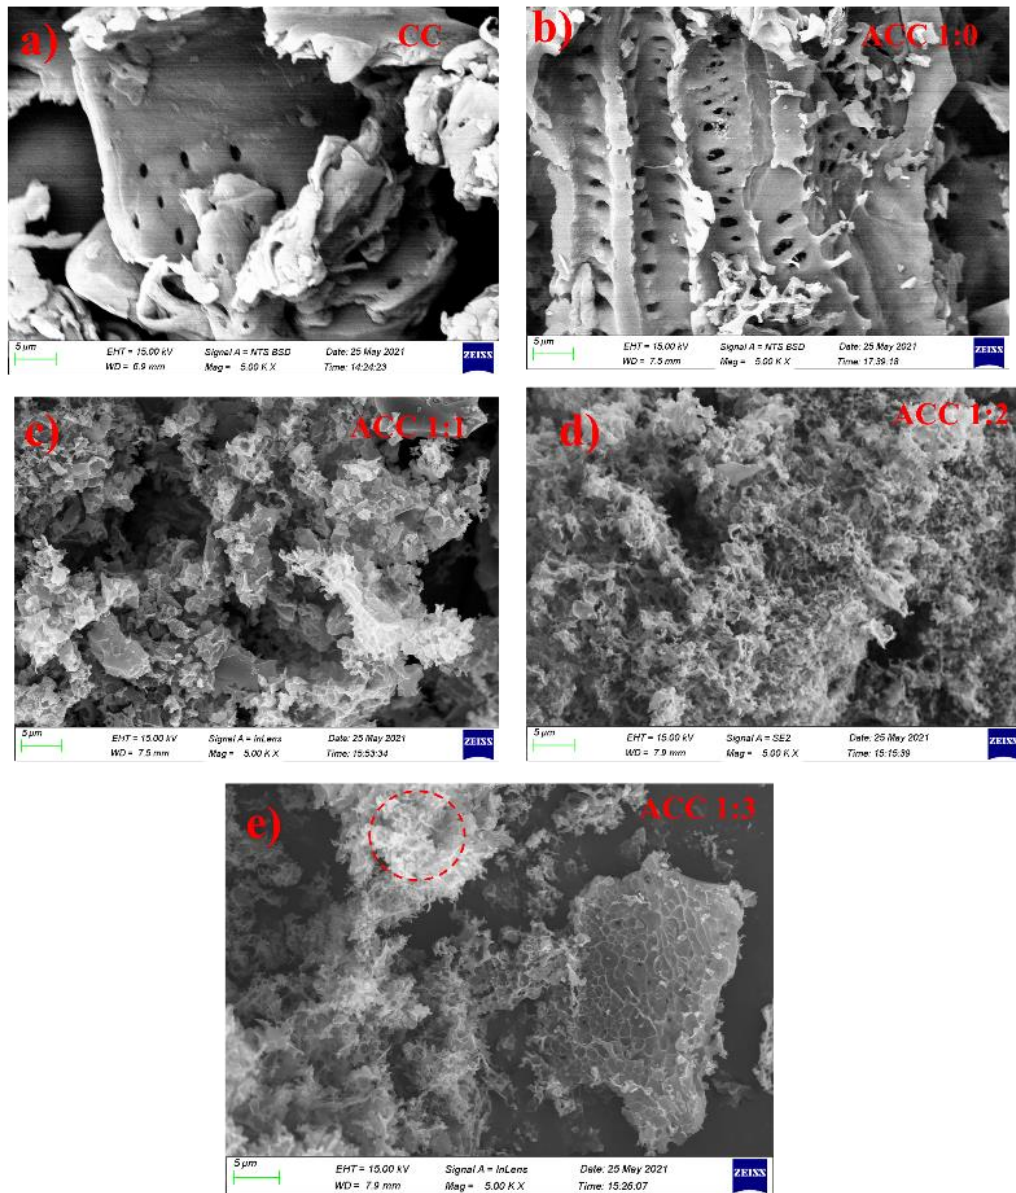 a)
CC
5 µm
EHT = 15.00 kV
Signal A = NTS BSD
Date: 25 May 2021
WD = 6.9 mm
Mag = 5.00 K X
Time: 14:24:23
ZEISS
b)
ACC 1:0
5 µm
EHT = 15.00 kV
Signal A = NTS BSD
Date: 25 May 2021
WD = 7.5 mm
Mag = 5.00 K X
Time: 17:39:18
ZEISS
c)
ACC 1:1
5 µm
EHT = 15.00 kV
Signal A = InLens
Date: 25 May 2021
WD = 7.5 mm
Mag = 5.00 K X
Time: 15:53:34
ZEISS
d)
ACC 1:2
5 µm
EHT = 15.00 kV
Signal A = SE2
Date: 25 May 2021
WD = 7.9 mm
Mag = 5.00 K X
Time: 15:15:39
ZEISS
e)
ACC 1:3
5 µm
EHT = 15.00 kV
Signal A = InLens
Date: 25 May 2021
WD = 7.9 mm
Mag = 5.00 K X
Time: 15:26:07
ZEISS